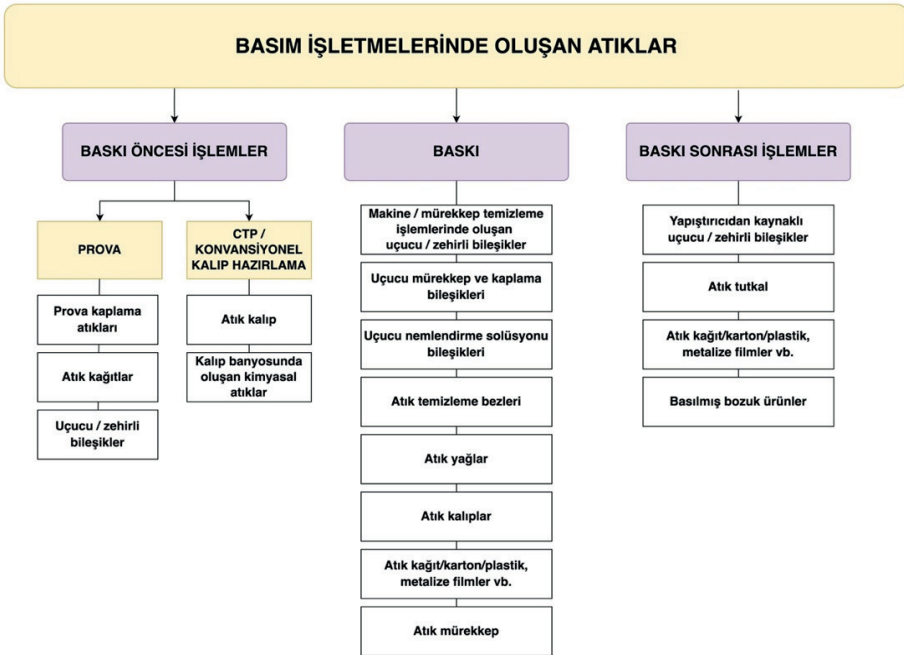 BASIM İŞLETMELERİNDE OLUŞAN ATIKLAR
BASKI ÖNCESİ İŞLEMLER
PROVA
Prova kaplama
atıkları
Atık kağıtlar
Uçucu / zehirli
bileşikler
CTP /
KONVANSİYONEL
KALIP HAZIRLAMA
Atık kalıp
Kalıp banyosunda
oluşan kimyasal
atıklar
BASKI
Makine / mürekkep temizleme
işlemlerinde oluşan
uçucu / zehirli bileşikler
Uçucu mürekkep ve kaplama
bileşikleri
Uçucu nemlendirme solüsyonu
bileşikleri
Atık temizleme bezleri
Atık yağlar
Atık kalıplar
Atık kağıt/karton/plastik,
metalize filmler vb.
Atık mürekkep
BASKI SONRASI İŞLEMLER
Yapıştırıcıdan kaynaklı
uçucu / zehirli bileşikler
Atık tutkal
Atık kağıt/karton/plastik,
metalize filmler vb.
Basılmış bozuk ürünler